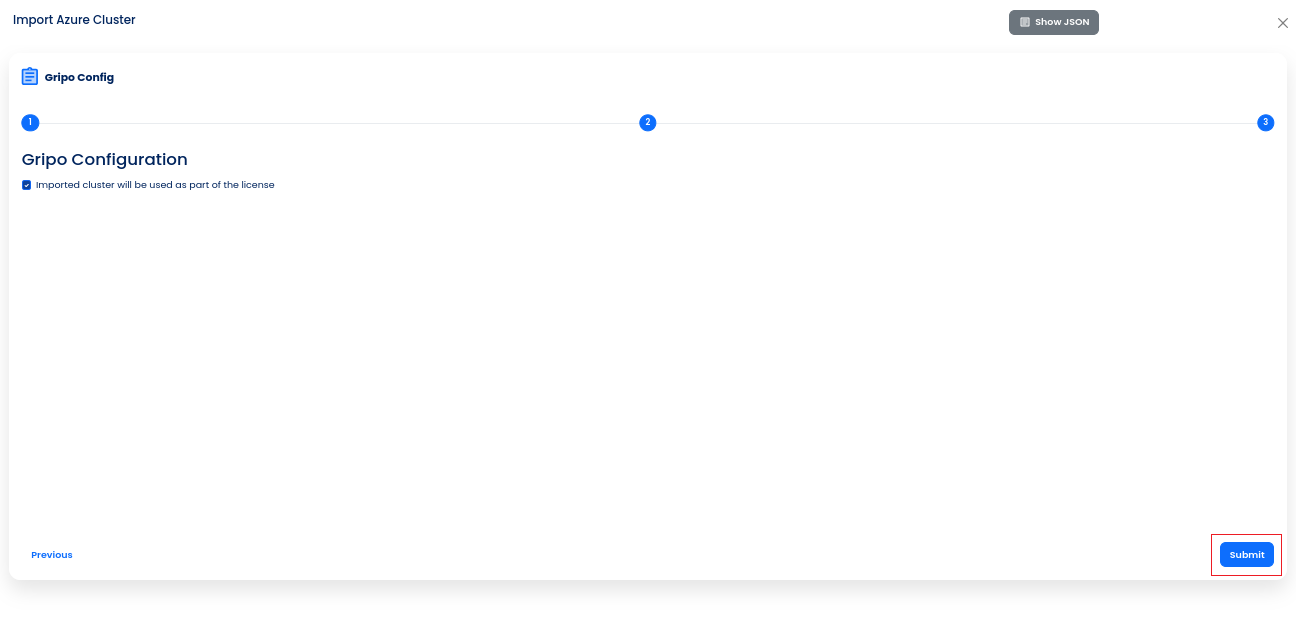 Import Azure Cluster
Show JSON
Gripo Config
1
2
3
Gripo Configuration
Imported cluster will be used as part of the license
Previous
Submit